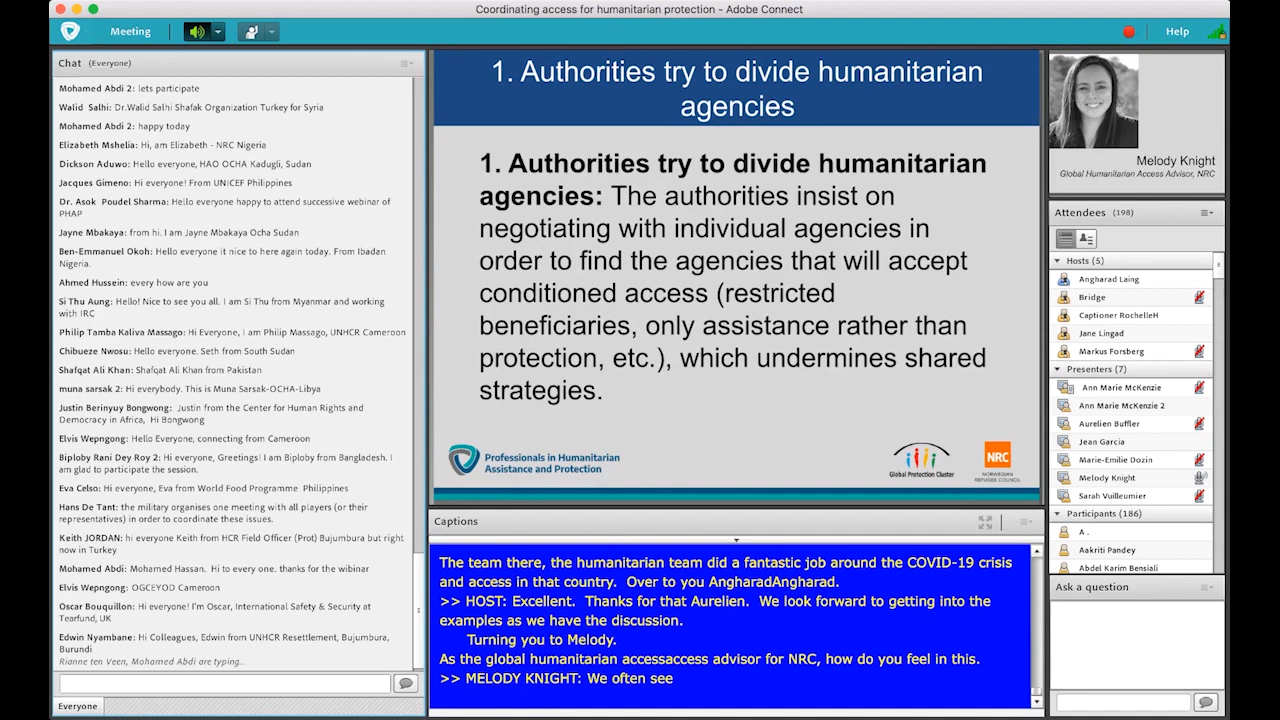 Coordinating access for humanitarian protection - Adobe Connect
Meeting
Help
Chat (Everyone)
Mohamed Abdi 2: lets participate
Walid Salhi: Dr.Walid Salhi Shafak Organization Turkey for Syria
Mohamed Abdi 2: happy today
Elizabeth Mshelia: Hi, am Elizabeth - NRC Nigeria
Dickson Aduwo: Hello everyone, HAO OCHA Kadugli, Sudan
Jacques Gimeno: Hi everyone! From UNICEF Philippines
Dr. Asok Poudel Sharma: Hello everyone happy to attend successive webinar of
PHAP
Jayne Mbakaya: from hi. I am Jayne Mbakaya Ocha Sudan
Ben-Emmanuel Okoh: Hello everyone it nice to here again today. From Ibadan
Nigeria.
Ahmed Hussein: every how are you
Si Thu Aung: Hello! Nice to see you all. I am Si Thu from Myanmar and working
with IRC
Philip Tamba Kaliva Massago: Hi Everyone, I am Philip Massago, UNHCR Cameroon
Chibueze Nwosu: Hello everyone. Seth from South Sudan
Shafqat Ali Khan: Shafqat Ali Khan from Pakistan
muna sarsak 2: Hi everybody. This is Muna Sarsak-OCHA-Libya
Justin Berinyuy Bongwong: Justin from the Center for Human Rights and
Democracy in Africa, Hi Bongwong
Elvis Wepngong: Hello Everyone, connecting from Cameroon
Biploby Rani Dey Roy 2: Hi everyone, Greetings! I am Biploby from Bangladesh. I
am glad to participate the session.
Eva Celso: Hi everyone, Eva from World Food Programme Philippines
Hans De Tant: the military organises one meeting with all players (or their
representatives) in order to coordinate these issues.
Keith JORDAN: hi everyone Keith from HCR Field Officer (Prot) Bujumbura but right
now in Turkey
Mohamed Abdi: Mohamed Hassan. Hi to every one. thanks for the wibinar
Elvis Wepngong: OGCEYOD Cameroon
Oscar Bouquillon: Hi everyone! I'm Oscar, International Safety & Security at
Tearfund, UK
Edwin Nyambane: Hi Colleagues, Edwin from UNHCR Resettlement, Bujumbura,
Burundi
Rianne ten Veen, Mohamed Abdi are typing...
Everyone
1. Authorities try to divide humanitarian
agencies
1. Authorities try to divide humanitarian
agencies: The authorities insist on
negotiating with individual agencies in
order to find the agencies that will accept
conditioned access (restricted
beneficiaries, only assistance rather than
protection, etc.), which undermines shared
strategies.
Professionals in Humanitarian
Assistance and Protection
Global Protection Cluster
NRC
NORWEGIAN
REFUGEE COUNCIL
Captions
The team there, the humanitarian team did a fantastic job around the COVID-19 crisis
and access in that country. Over to you AngharadAngharad.
>> HOST: Excellent. Thanks for that Aurelien. We look forward to getting into the
examples as we have the discussion.
Turning you to Melody.
As the global humanitarian accessaccess advisor for NRC, how do you feel in this.
>> MELODY KNIGHT: We often see
Melody Knight
Global Humanitarian Access Advisor, NRC
Attendees (198)
Hosts (5)
Angharad Laing
Bridge
Captioner RochelleH
Jane Lingad
Markus Forsberg
Presenters (7)
Ann Marie McKenzie
Ann Marie McKenzie 2
Aurelien Buffler
Jean Garcia
Marie-Emilie Dozin
Melody Knight
Sarah Vuilleumier
Participants (186)
A .
Aakriti Pandey
Abdel Karim Bensiali
Ask a question